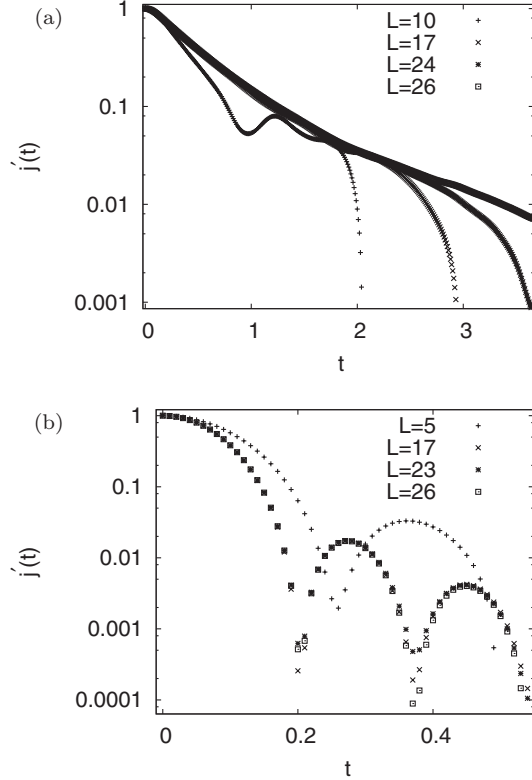 (a)
1
0.1
0.01
0.001
j′(t)
L=10
L=17
L=24
L=26
0
1
2
3
t
(b)
1
0.1
0.01
0.001
0.0001
j′(t)
L=5
L=17
L=23
L=26
0
0.2
0.4
t